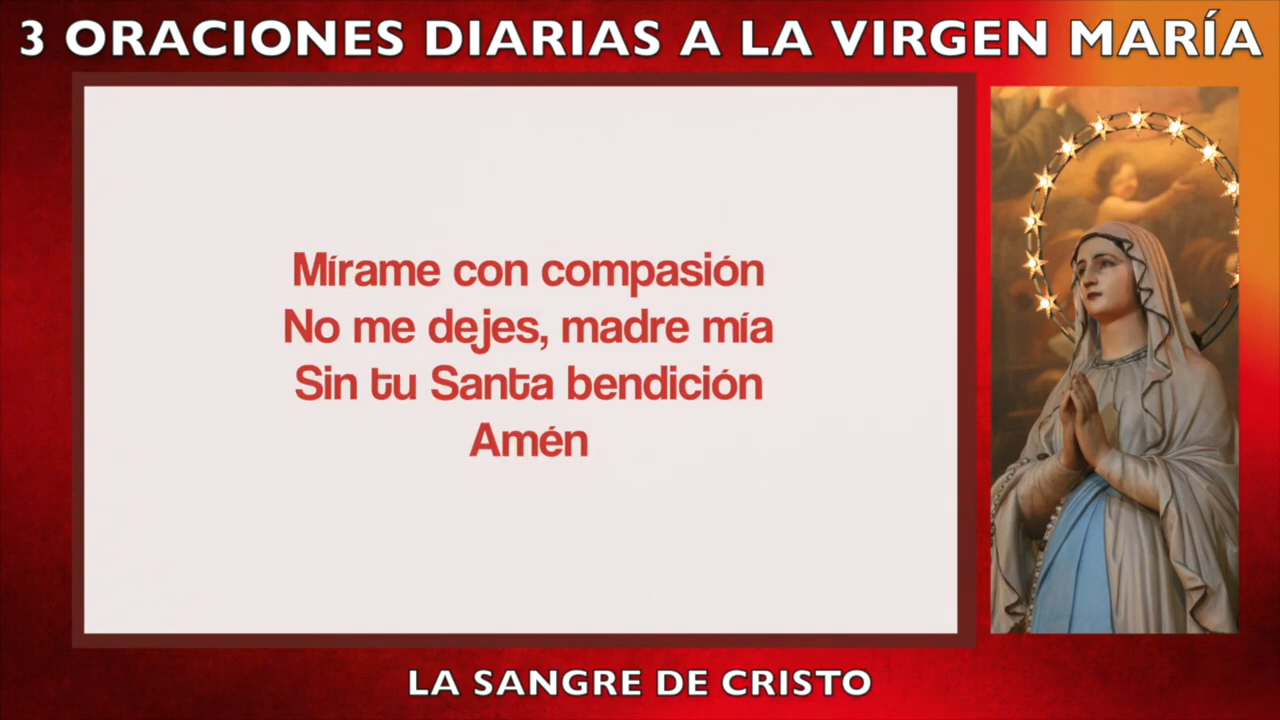 3 ORACIONES DIARIAS A LA VIRGEN MARÍA
Mírame con compasión
No me dejes, madre mía
Sin tu Santa bendición
Amén
LA SANGRE DE CRISTO